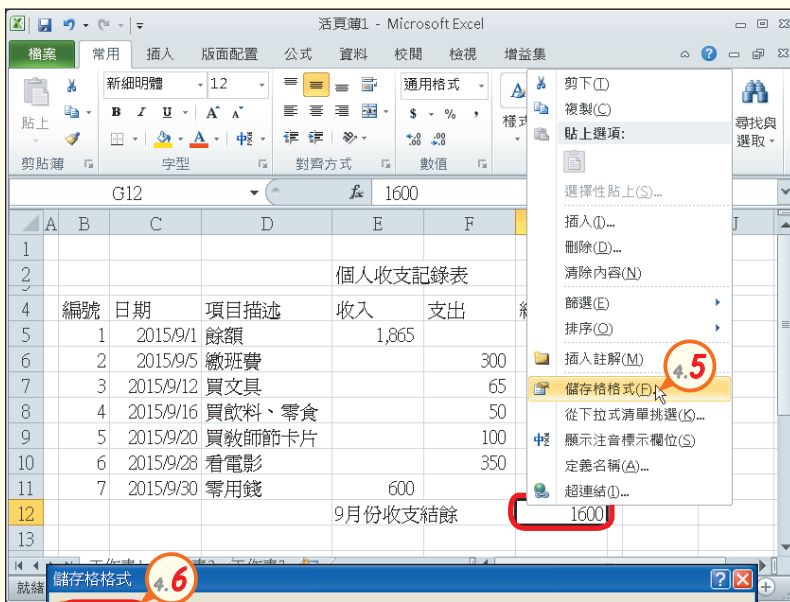 活頁簿1 - Microsoft Excel
檔案 常用 插入 版面配置 公式 資料 校閱 檢視 增益集
新細明體 12 通用格式
B I U A A $ % ,
貼上 樣式 尋找與選取
剪貼簿 字型 對齊方式 數值
G12 fx 1600
A B C D E F J
1
2 個人收支記錄表
4 編號 日期 項目描述 收入 支出
5 1 2015/9/1 餘額 1,865
6 2 2015/9/5 繳班費 300
7 3 2015/9/12 買文具 65
8 4 2015/9/16 買飲料、零食 50
9 5 2015/9/20 買教師節卡片 100
10 6 2015/9/28 看電影 350
11 7 2015/9/30 零用錢 600
12 9月份收支結餘 1600
13
剪下(T)
複製(C)
貼上選項:
選擇性貼上(S)...
插入(I)...
刪除(D)...
清除內容(N)
篩選(E)
排序(O)
插入註解(M)
4.5
儲存格格式(F)...
從下拉式清單挑選(K)...
顯示注音標示欄位(S)
定義名稱(A)...
超連結(I)...
就緒
儲存格格式 4.6